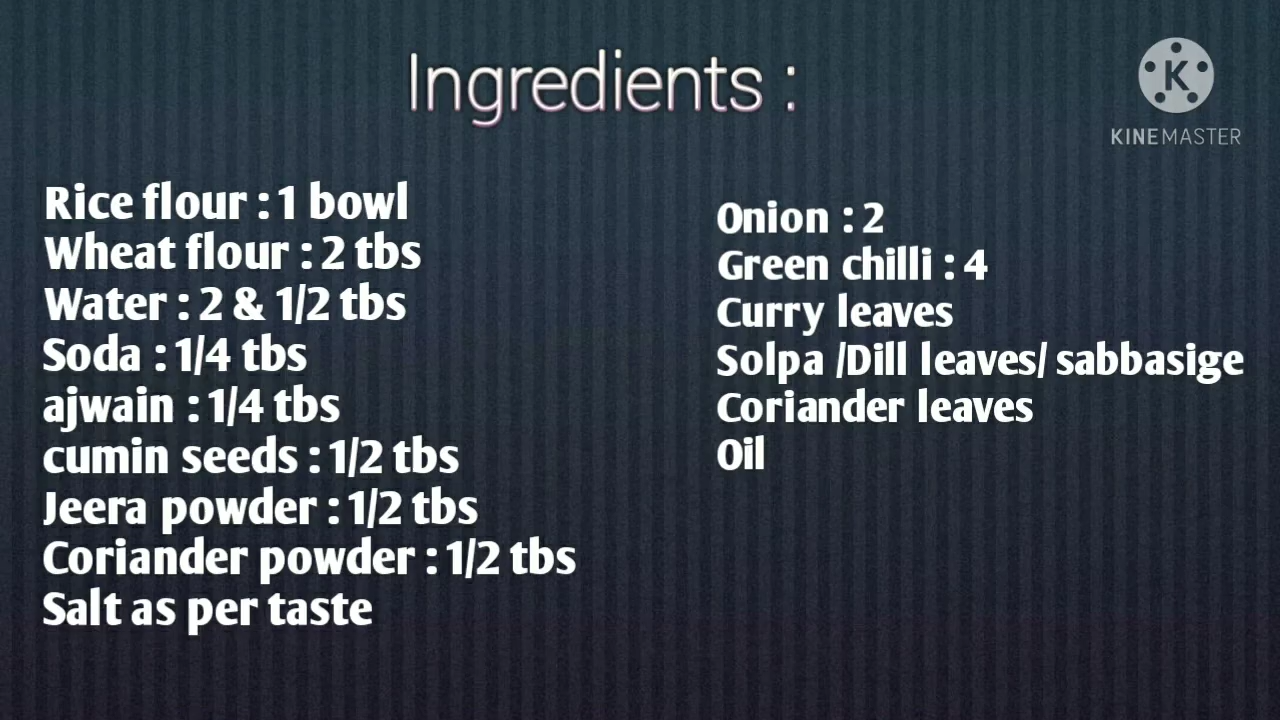 Ingredients :
KINEMASTER
Rice flour : 1 bowl
Wheat flour : 2 tbs
Water : 2 & 1/2 tbs
Soda : 1/4 tbs
ajwain : 1/4 tbs
cumin seeds : 1/2 tbs
Jeera powder : 1/2 tbs
Coriander powder : 1/2 tbs
Salt as per taste
Onion : 2
Green chilli : 4
Curry leaves
Solpa /Dill leaves/ sabbasige
Coriander leaves
Oil